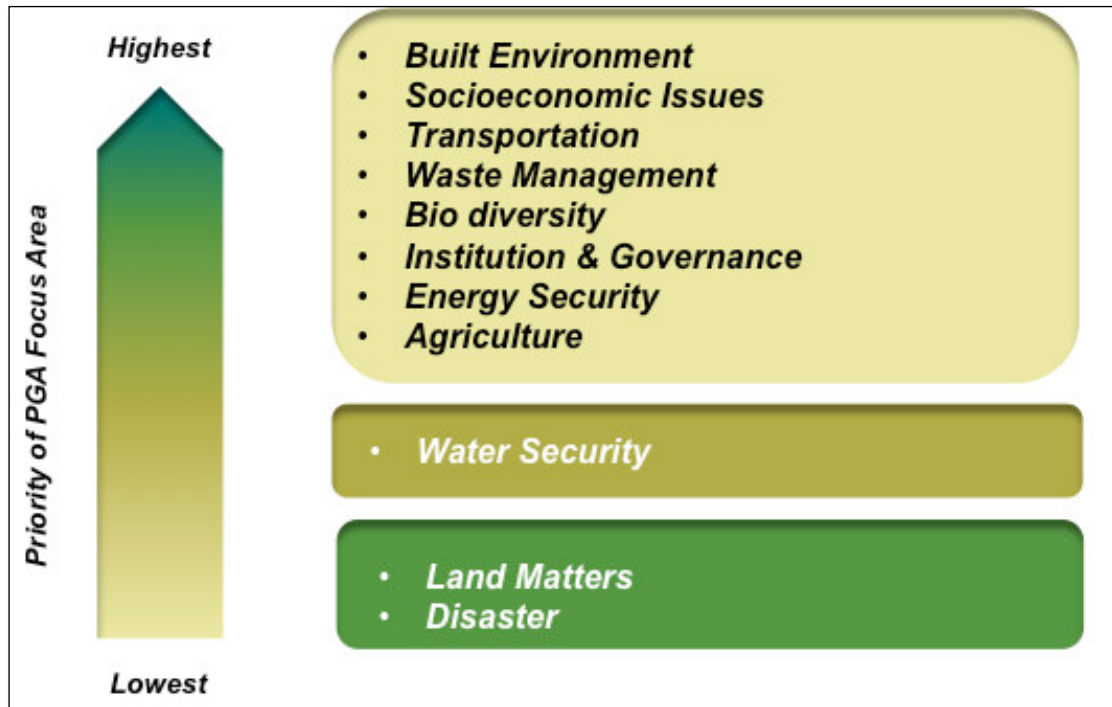 Highest
Priority of PGA Focus Area
Lowest
• Built Environment
• Socioeconomic Issues
• Transportation
• Waste Management
• Bio diversity
• Institution & Governance
• Energy Security
• Agriculture
• Water Security
• Land Matters
• Disaster